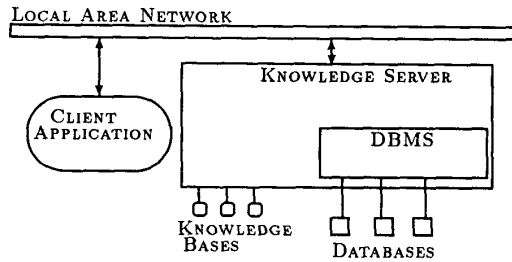 LOCAL AREA NETWORK
KNOWLEDGE SERVER
CLIENT
APPLICATION
DBMS
KNOWLEDGE
BASES
DATABASES